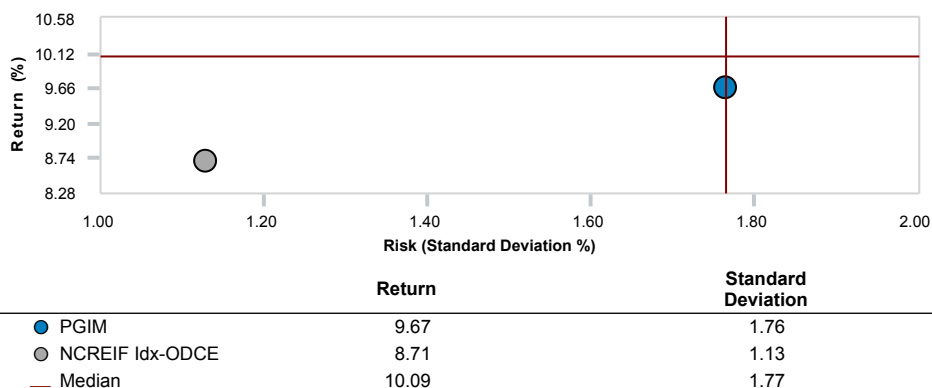 10.58
10.12
9.66
9.20
8.74
8.28
Return (%)
1.00 1.20 1.40 1.60 1.80 2.00
Risk (Standard Deviation %)
Return Standard Deviation
PGIM 9.67 1.76
NCREIF Idx-ODCE 8.71 1.13
Median 10.09 1.77